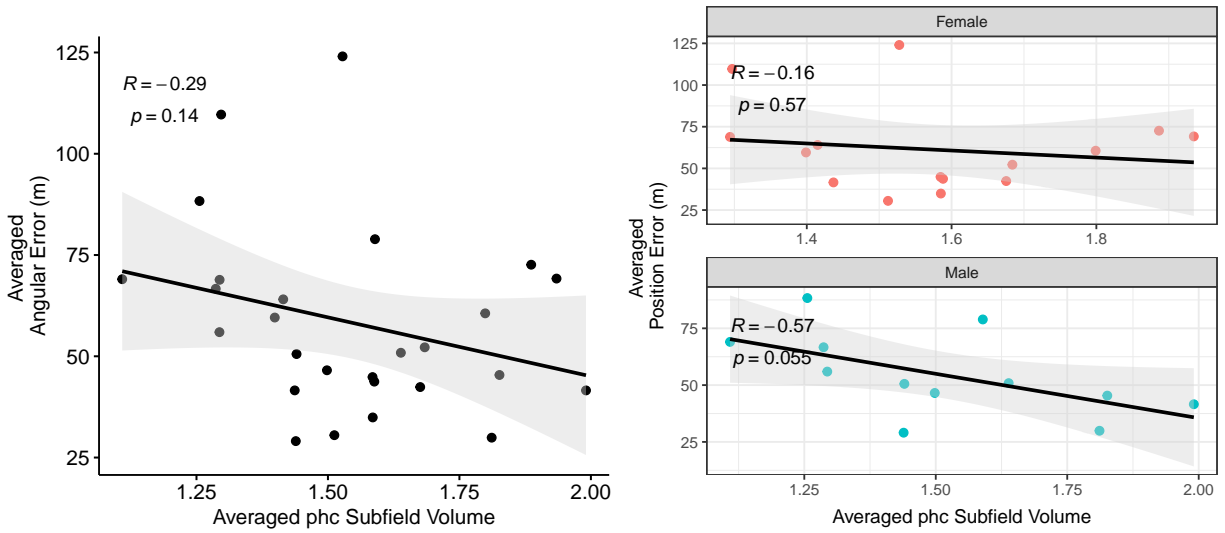 Averaged
Angular Error (m)
125
100
75
50
25
R = −0.29
p = 0.14
1.25
1.50
1.75
2.00
Averaged phc Subfield Volume
Averaged
Position Error (m)
Female
125
100
75
50
25
R = −0.16
p = 0.57
1.4
1.6
1.8
Male
75
50
25
R = −0.57
p = 0.055
1.25
1.50
1.75
2.00
Averaged phc Subfield Volume